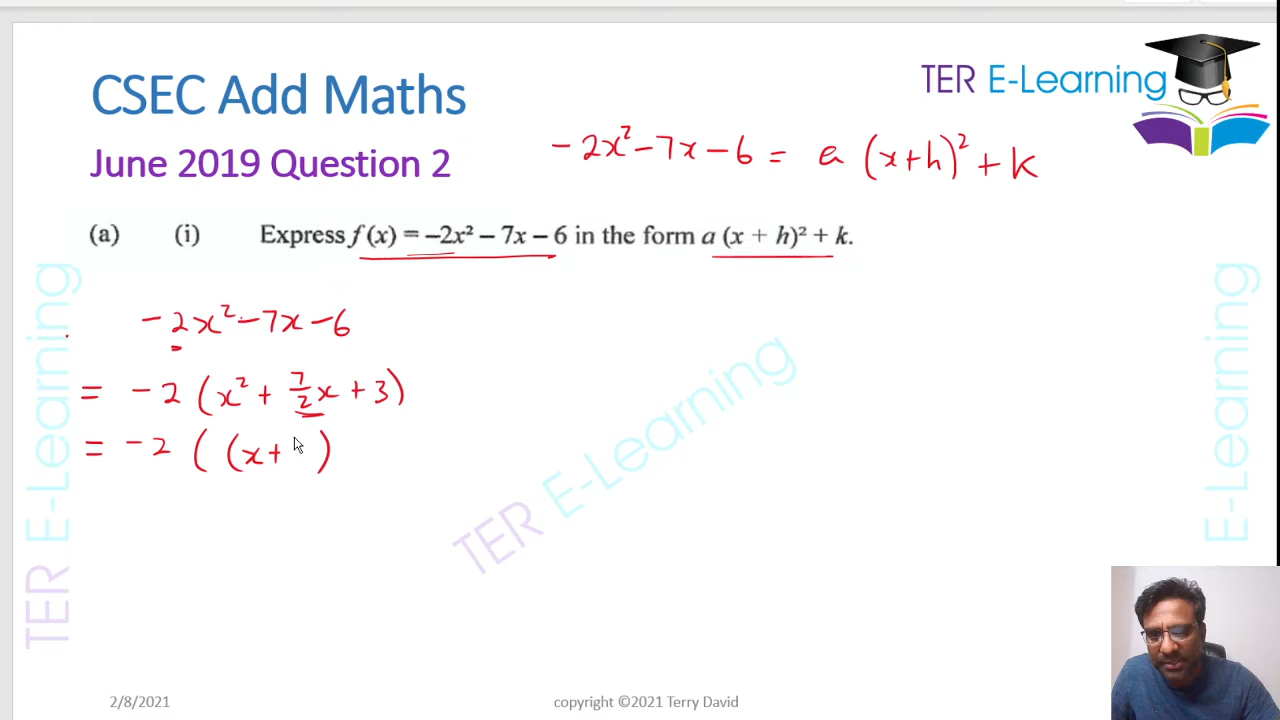 CSEC Add Maths
TER E-Learning
June 2019 Question 2
-2x² - 7x - 6 = a (x+h)² + k
(a) (i) Express f (x) = –2x² – 7x – 6 in the form a (x + h)² + k.
-2x² - 7x - 6
= -2 (x² + 7/2 x + 3)
= -2 ( (x+ )
TER E-Learning
TER E-Learning
TER E-Learning
2/8/2021
copyright ©2021 Terry David